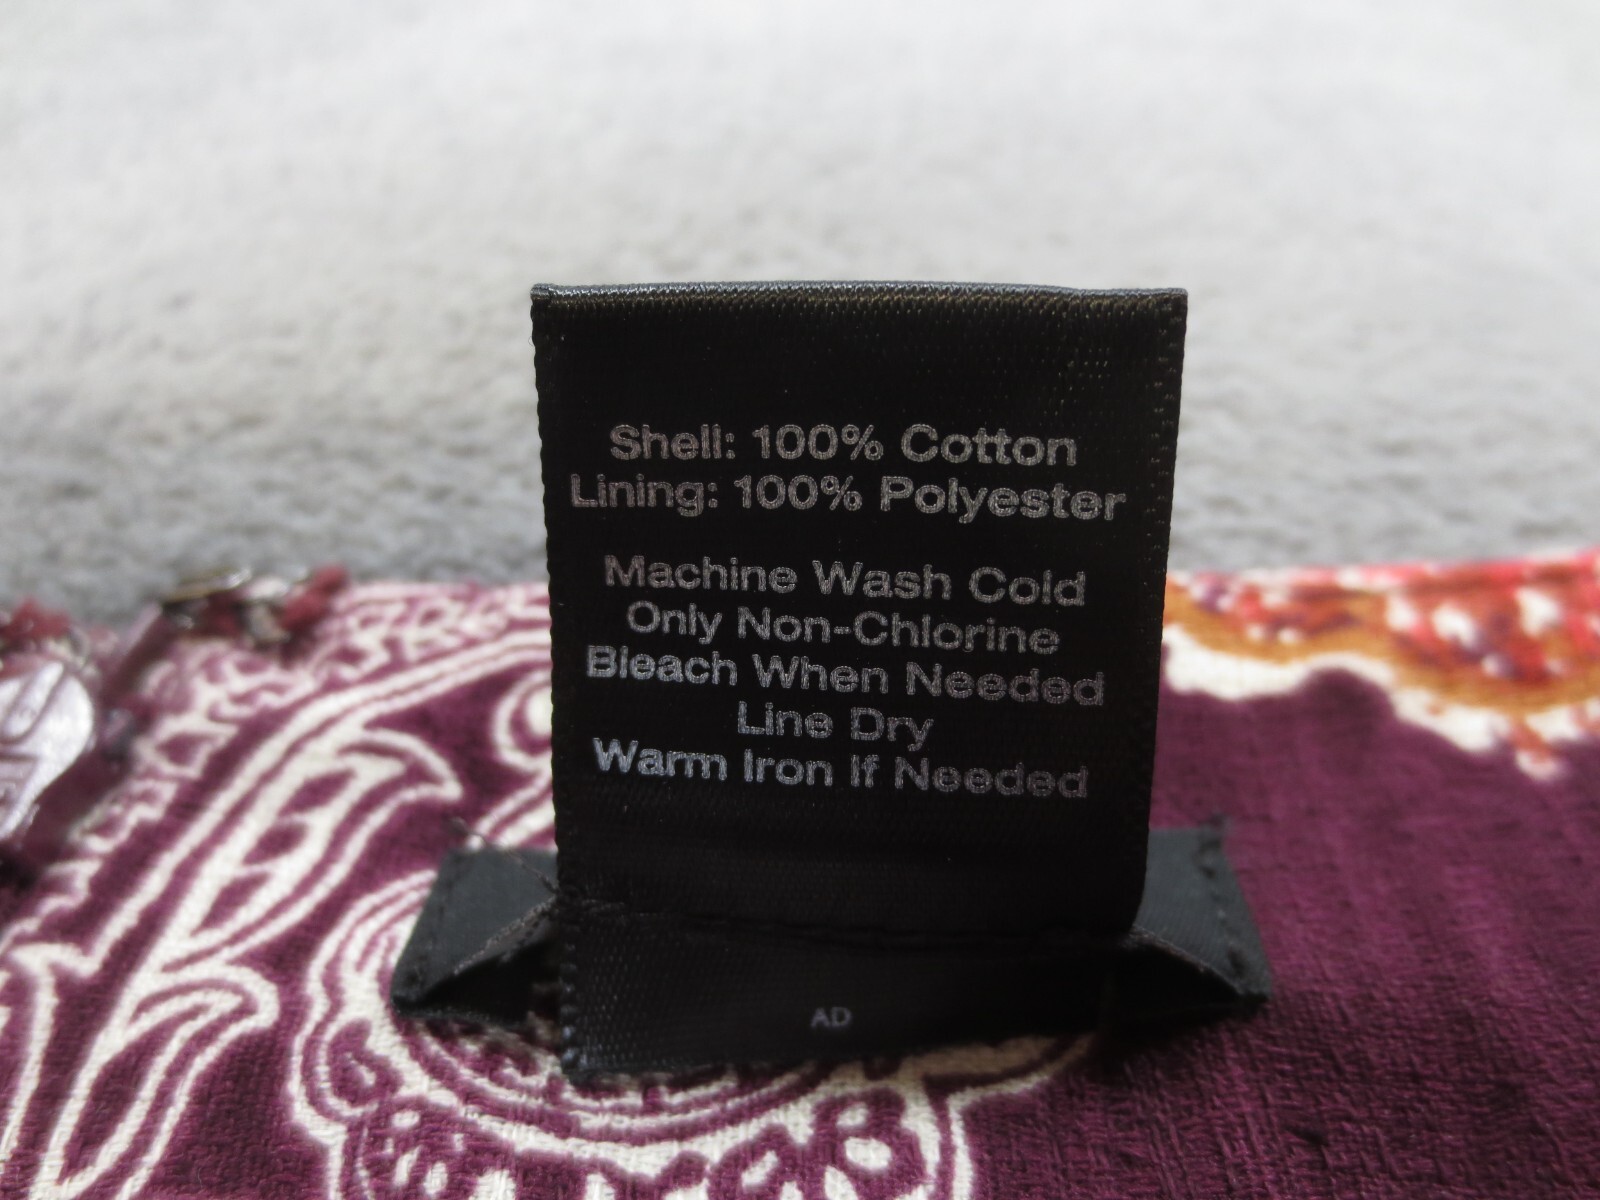 Shell: 100% Cotton
Lining: 100% Polyester
Machine Wash Cold
Only Non-Chlorine
Bleach When Needed
Line Dry
Warm Iron If Needed
AD